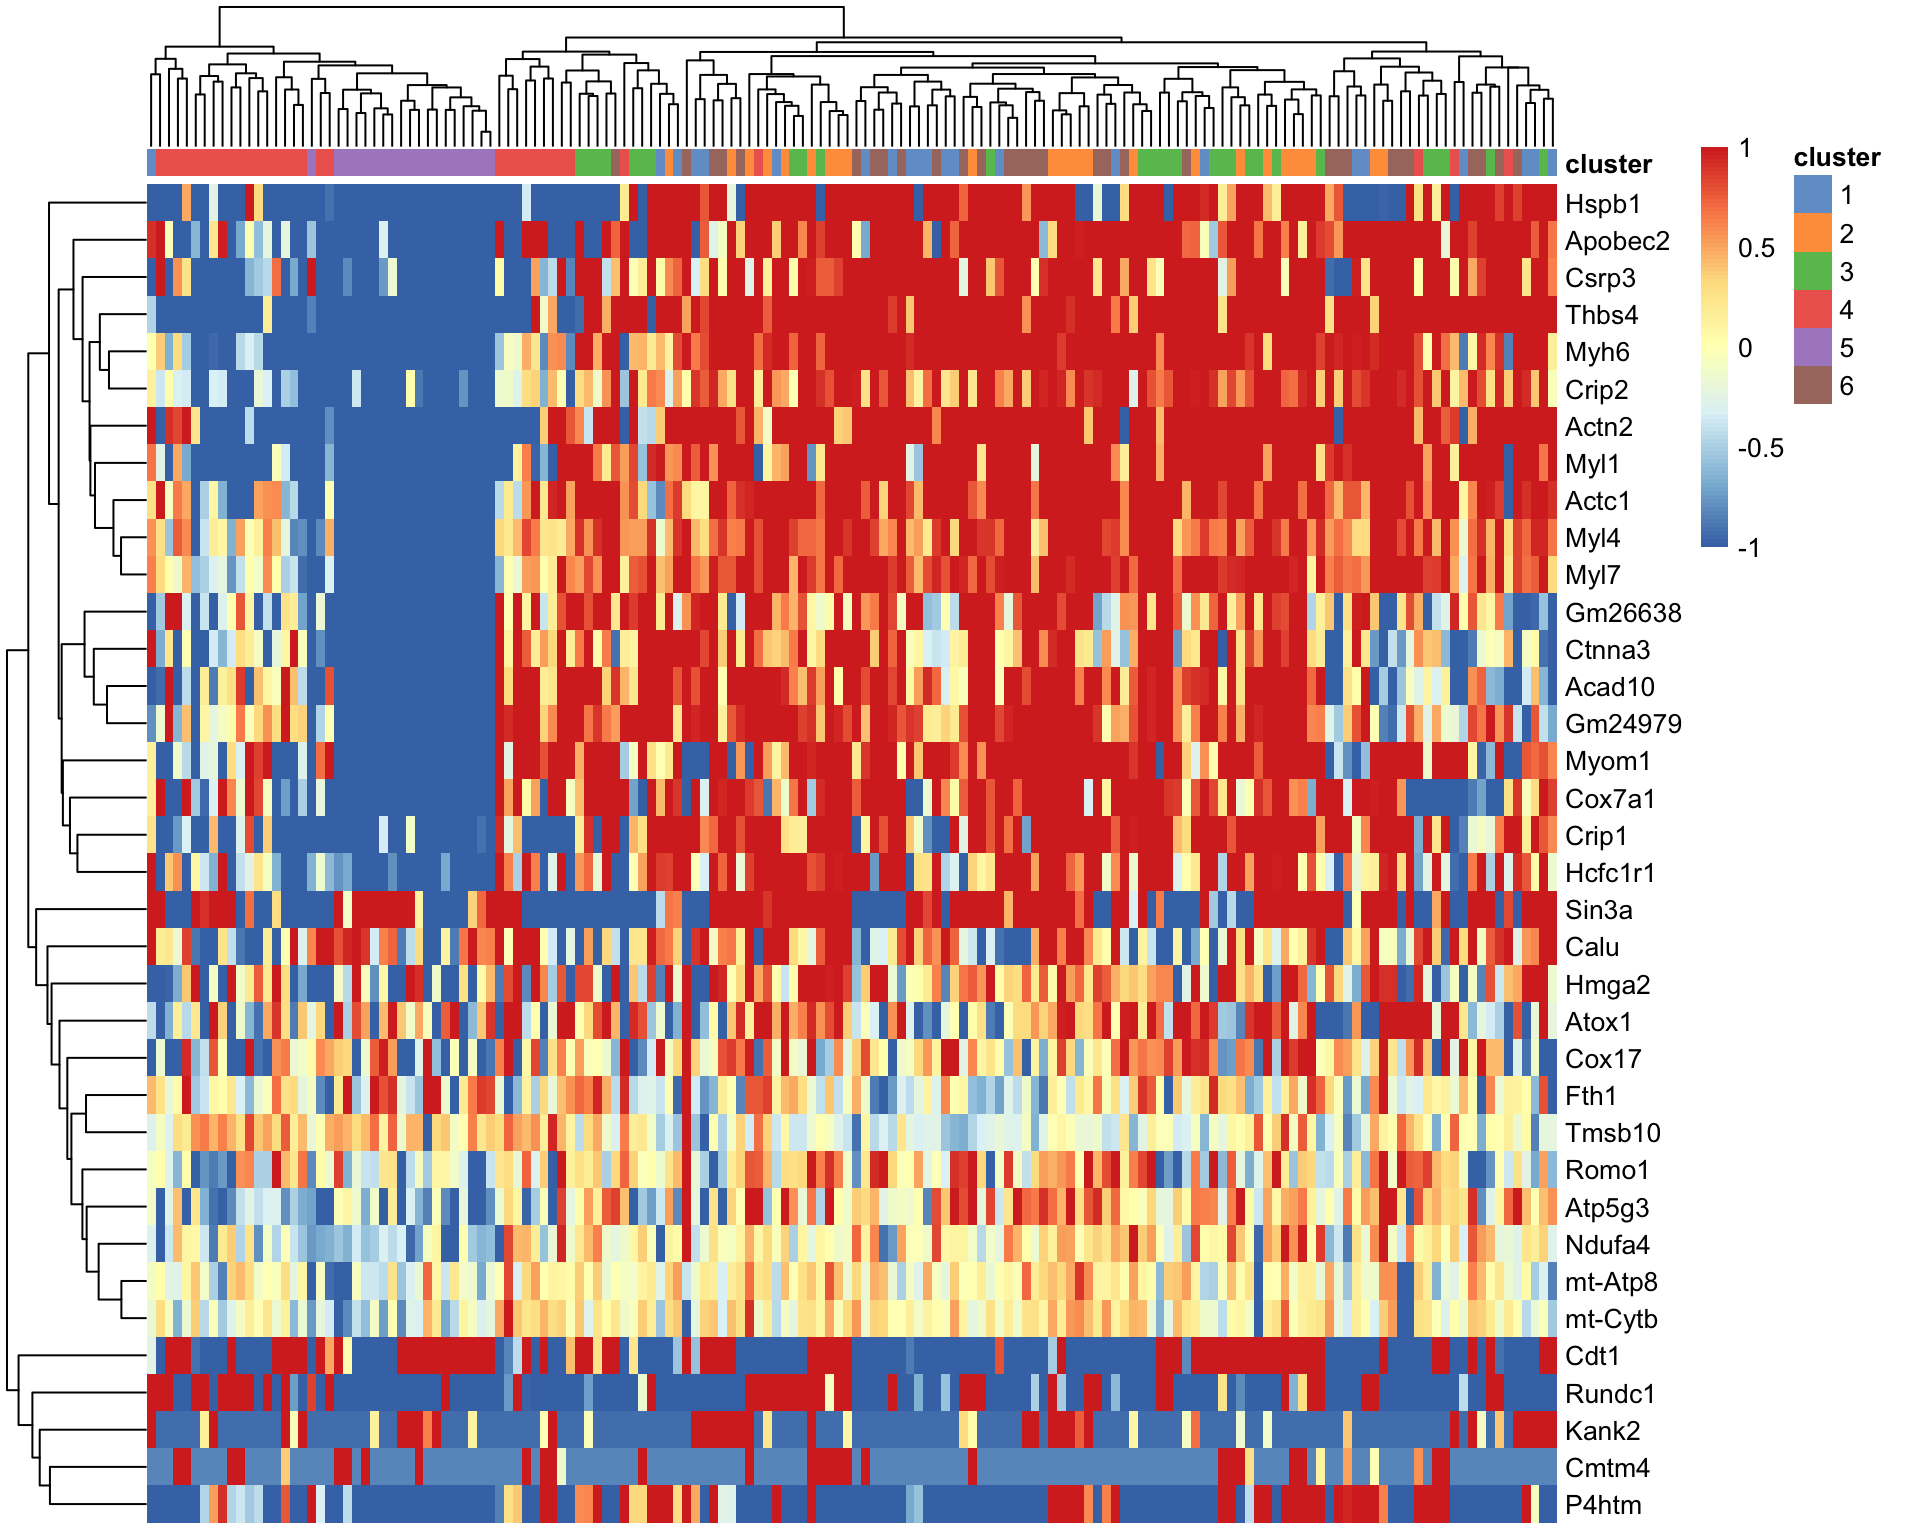 cluster
Hspb1
Apobec2
Csrp3
Thbs4
Myh6
Crip2
Actn2
Myl1
Actc1
Myl4
Myl7
Gm26638
Ctnna3
Acad10
Gm24979
Myom1
Cox7a1
Crip1
Hcfc1r1
Sin3a
Calu
Hmga2
Atox1
Cox17
Fth1
Tmsb10
Romo1
Atp5g3
Ndufa4
mt-Atp8
mt-Cytb
Cdt1
Rundc1
Kank2
Cmtm4
P4htm
1
0.5
0
-0.5
-1
cluster
1
2
3
4
5
6